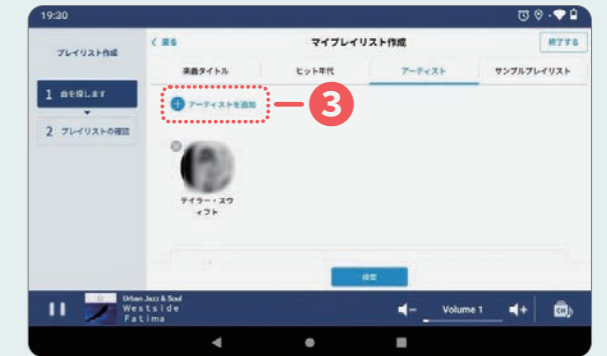 19:30
プレイリスト作成
戻る
マイプレイリスト作成
終了する
楽曲タイトル
ヒット年代
アーティスト
サンプルプレイリスト
1 曲を探します
2 プレイリストの確認
アーティストを追加
3
テイラー・スウ
ィフト
検索
Urban Jazz & Soul
Westside
Fatima
Volume 1
CH